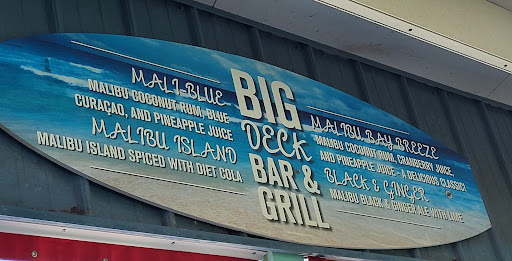 MALI-BLUE-
MALIBU COCONUT RUM, BLUE
CURAÇAO, AND PINEAPPLE JUICE
MALIBU ISLAND
MALIBU ISLAND SPICED WITH DIET COLA
BIG
DECK
BAR &
GRILL
MALIBU BAY BREEZE
MALIBU COCONUT RUM, CRANBERRY JUICE,
AND PINEAPPLE JUICE - A DELICIOUS CLASSIC!
BLACK & GINGER
MALIBU BLACK & GINGER ALE WITH LIME